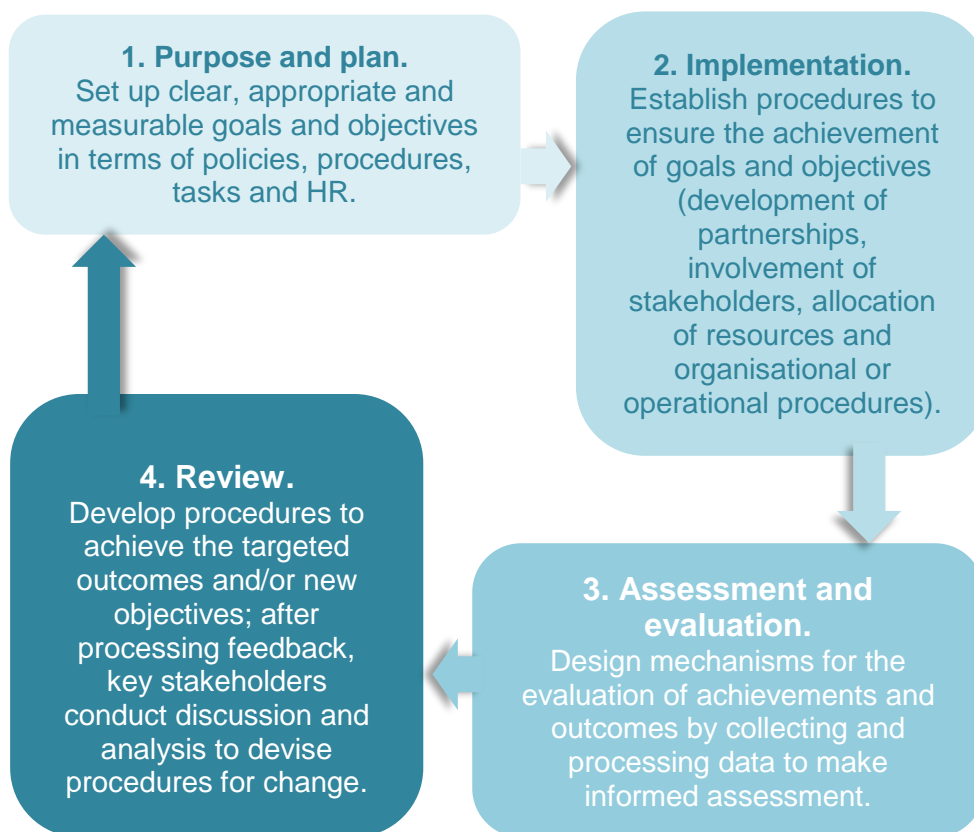 1. Purpose and plan.
Set up clear, appropriate and
measurable goals and objectives
in terms of policies, procedures,
tasks and HR.
2. Implementation.
Establish procedures to
ensure the achievement
of goals and objectives
(development of
partnerships,
involvement of
stakeholders, allocation
of resources and
organisational or
operational procedures).
3. Assessment and
evaluation.
Design mechanisms for the
evaluation of achievements and
outcomes by collecting and
processing data to make
informed assessment.
4. Review.
Develop procedures to
achieve the targeted
outcomes and/or new
objectives; after
processing feedback,
key stakeholders
conduct discussion and
analysis to devise
procedures for change.